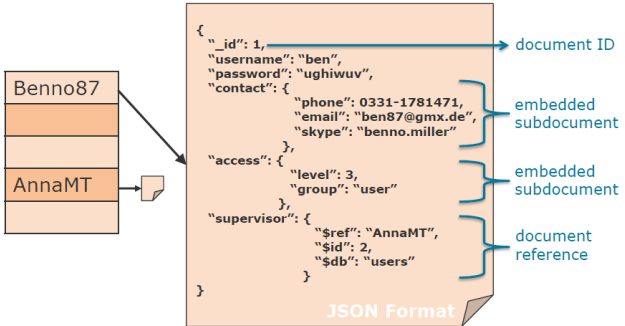 Benno87
AnnaMT
{
"_id": 1,
"username": "ben",
"password": "ughiwuv",
"contact": {
"phone": 0331-1781471,
"email": "ben87@gmx.de",
"skype": "benno.miller"
},
"access": {
"level": 3,
"group": "user"
},
"supervisor": {
"$ref": "AnnaMT",
"$id": 2,
"$db": "users"
}
}
JSON Format
document ID
embedded
subdocument
embedded
subdocument
document
reference